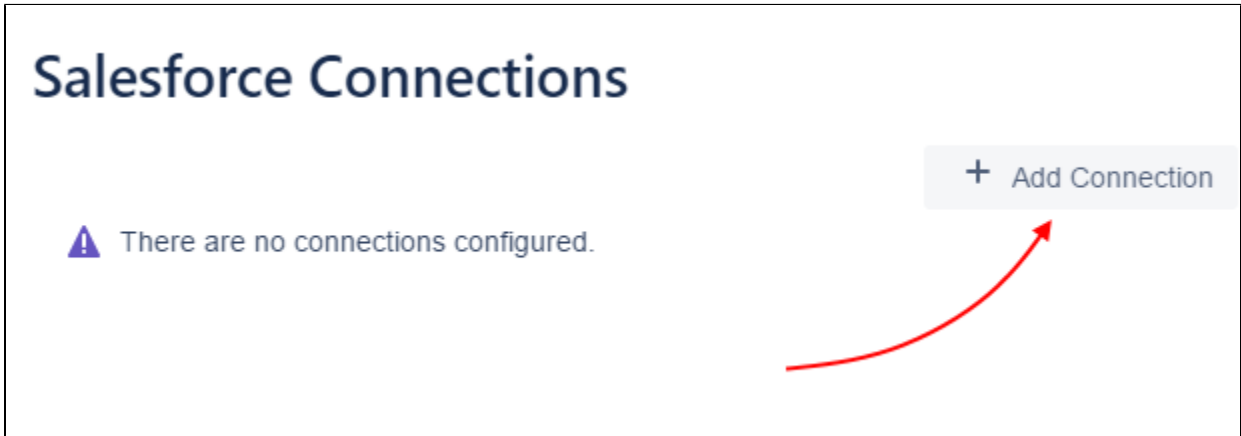 Salesforce Connections
+ Add Connection
There are no connections configured.